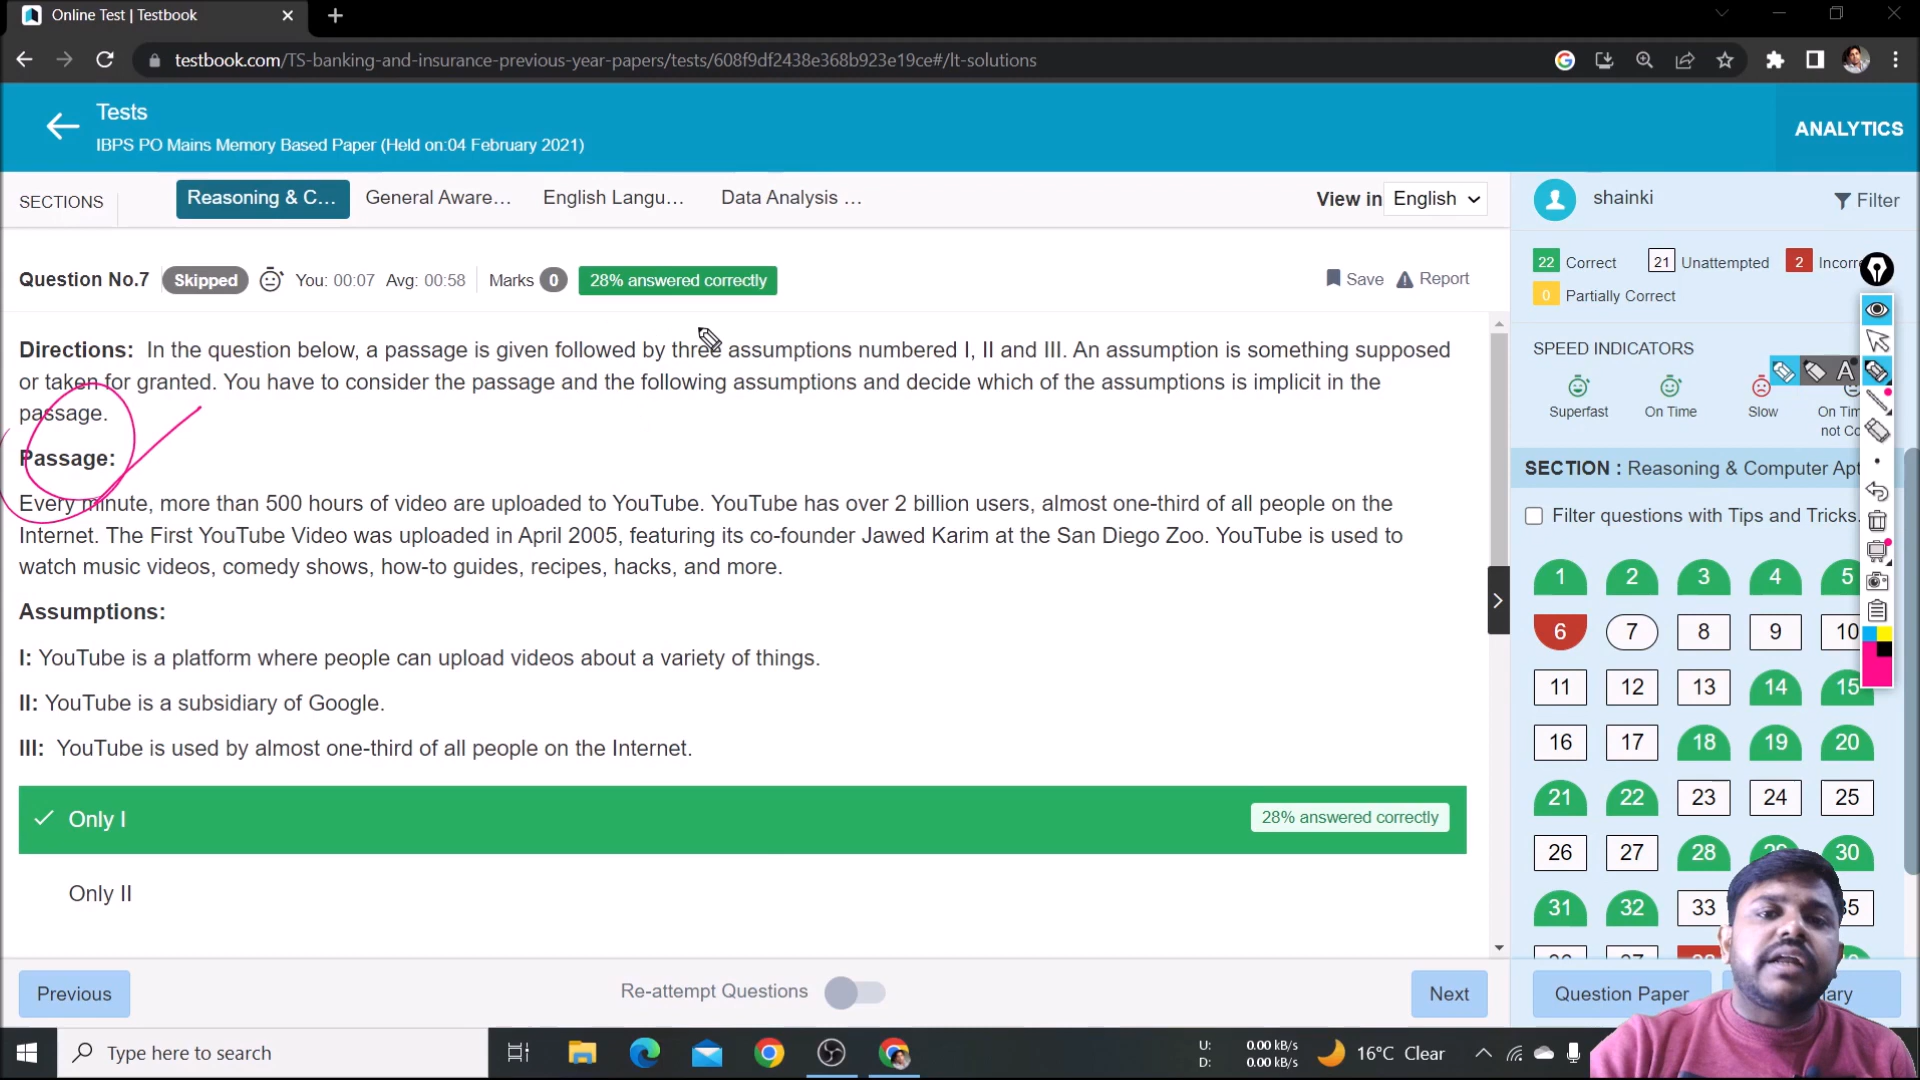 Online Test | Testbook
testbook.com/TS-banking-and-insurance-previous-year-papers/tests/608f9df2438e368b923e19ce#/lt-solutions
Tests
IBPS PO Mains Memory Based Paper (Held on:04 February 2021)
ANALYTICS
SECTIONS
Reasoning & C...
General Aware...
English Langu...
Data Analysis ...
View in
English
shainki
Filter
Question No.7
Skipped
You: 00:07
Avg: 00:58
Marks 0
28% answered correctly
Save
Report
22 Correct
21 Unattempted
2 Incorre
0 Partially Correct
Directions: In the question below, a passage is given followed by three assumptions numbered I, II and III. An assumption is something supposed
or taken for granted. You have to consider the passage and the following assumptions and decide which of the assumptions is implicit in the
passage.
Passage:
Every minute, more than 500 hours of video are uploaded to YouTube. YouTube has over 2 billion users, almost one-third of all people on the
Internet. The First YouTube Video was uploaded in April 2005, featuring its co-founder Jawed Karim at the San Diego Zoo. YouTube is used to
watch music videos, comedy shows, how-to guides, recipes, hacks, and more.
Assumptions:
I: YouTube is a platform where people can upload videos about a variety of things.
II: YouTube is a subsidiary of Google.
III: YouTube is used by almost one-third of all people on the Internet.
Only I
28% answered correctly
Only II
SPEED INDICATORS
A
Superfast
On Time
Slow
On Tim
not Co
SECTION : Reasoning & Computer Apt
Filter questions with Tips and Tricks.
1 2 3 4 5
6 7 8 9 10
11 12 13 14 15
16 17 18 19 20
21 22 23 24 25
26 27 28 29 30
31 32 33 35
Previous
Re-attempt Questions
Next
Question Paper
Type here to search
U: 0.00 kB/s
D: 0.00 kB/s
16°C Clear